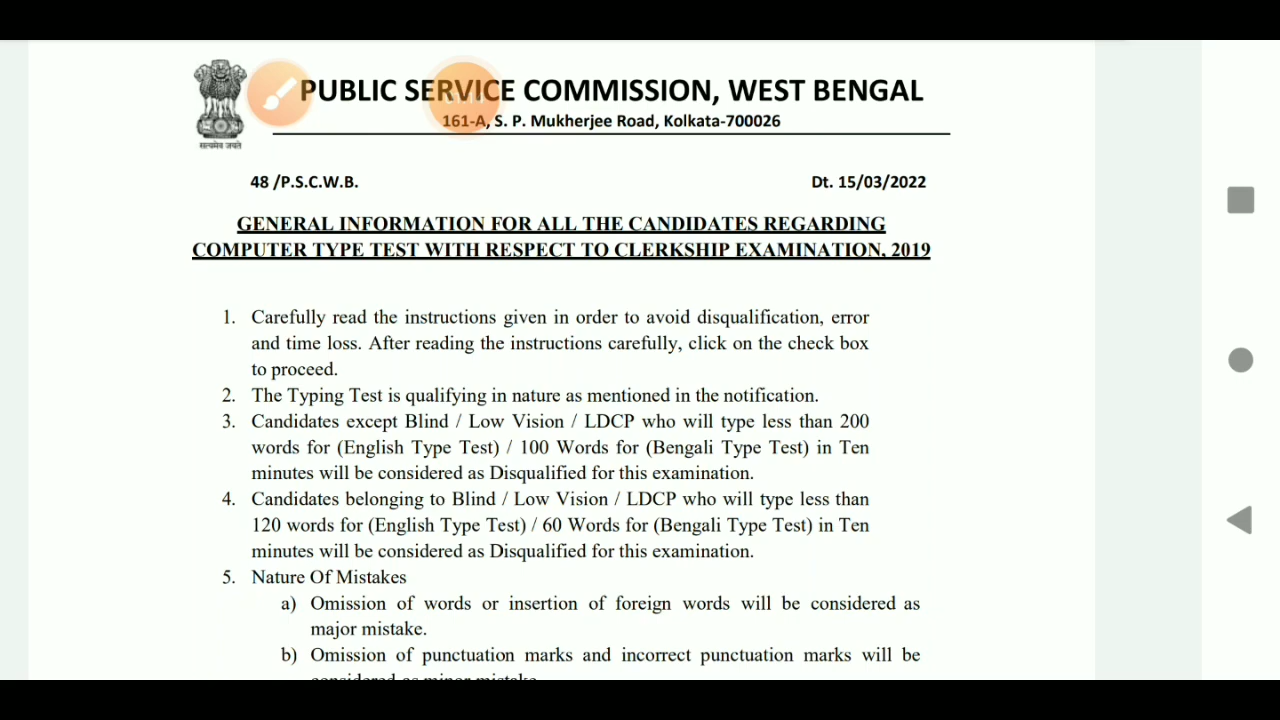 PUBLIC SERVICE COMMISSION, WEST BENGAL
161-A, S. P. Mukherjee Road, Kolkata-700026
सत्यमेव जयते
48 /P.S.C.W.B.
Dt. 15/03/2022
GENERAL INFORMATION FOR ALL THE CANDIDATES REGARDING
COMPUTER TYPE TEST WITH RESPECT TO CLERKSHIP EXAMINATION, 2019
1. Carefully read the instructions given in order to avoid disqualification, error
and time loss. After reading the instructions carefully, click on the check box
to proceed.
2. The Typing Test is qualifying in nature as mentioned in the notification.
3. Candidates except Blind / Low Vision / LDCP who will type less than 200
words for (English Type Test) / 100 Words for (Bengali Type Test) in Ten
minutes will be considered as Disqualified for this examination.
4. Candidates belonging to Blind / Low Vision / LDCP who will type less than
120 words for (English Type Test) / 60 Words for (Bengali Type Test) in Ten
minutes will be considered as Disqualified for this examination.
5. Nature Of Mistakes
a) Omission of words or insertion of foreign words will be considered as
major mistake.
b) Omission of punctuation marks and incorrect punctuation marks will be
considered as minor mistake.